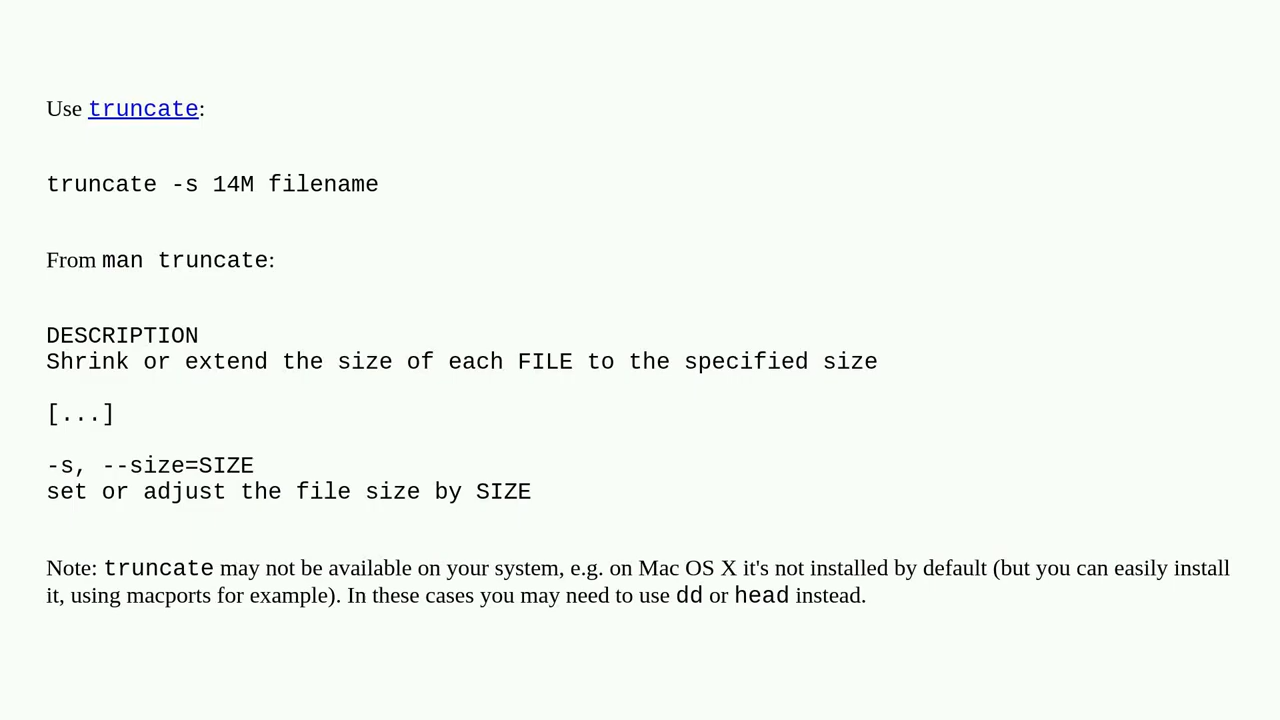 Use truncate:
truncate -s 14M filename
From man truncate:
DESCRIPTION
Shrink or extend the size of each FILE to the specified size
[...]
-s, --size=SIZE
set or adjust the file size by SIZE
Note: truncate may not be available on your system, e.g. on Mac OS X it's not installed by default (but you can easily install
it, using macports for example). In these cases you may need to use dd or head instead.